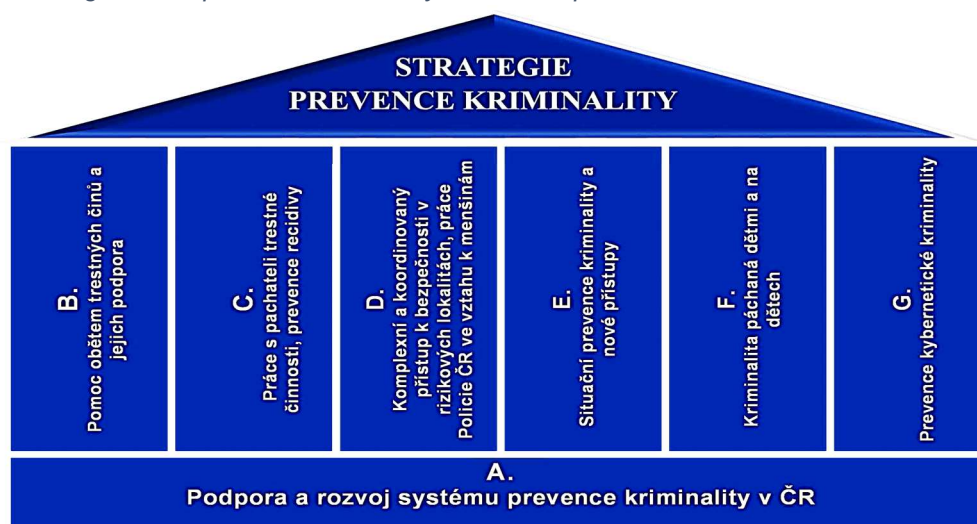 STRATEGIE
PREVENCE KRIMINALITY
B.
Pomoc obětem trestných činů a
jejich podpora
C.
Práce s pachateli trestné
činnosti, prevence recidivy
D.
Komplexní a koordinovaný
přístup k bezpečnosti v
rizikových lokalitách, práce
Policie ČR ve vztahu k menšinám
E.
Situační prevence kriminality a
nové přístupy
F.
Kriminalita páchaná dětmi a na
dětech
G.
Prevence kybernetické kriminality
A.
Podpora a rozvoj systému prevence kriminality v ČR